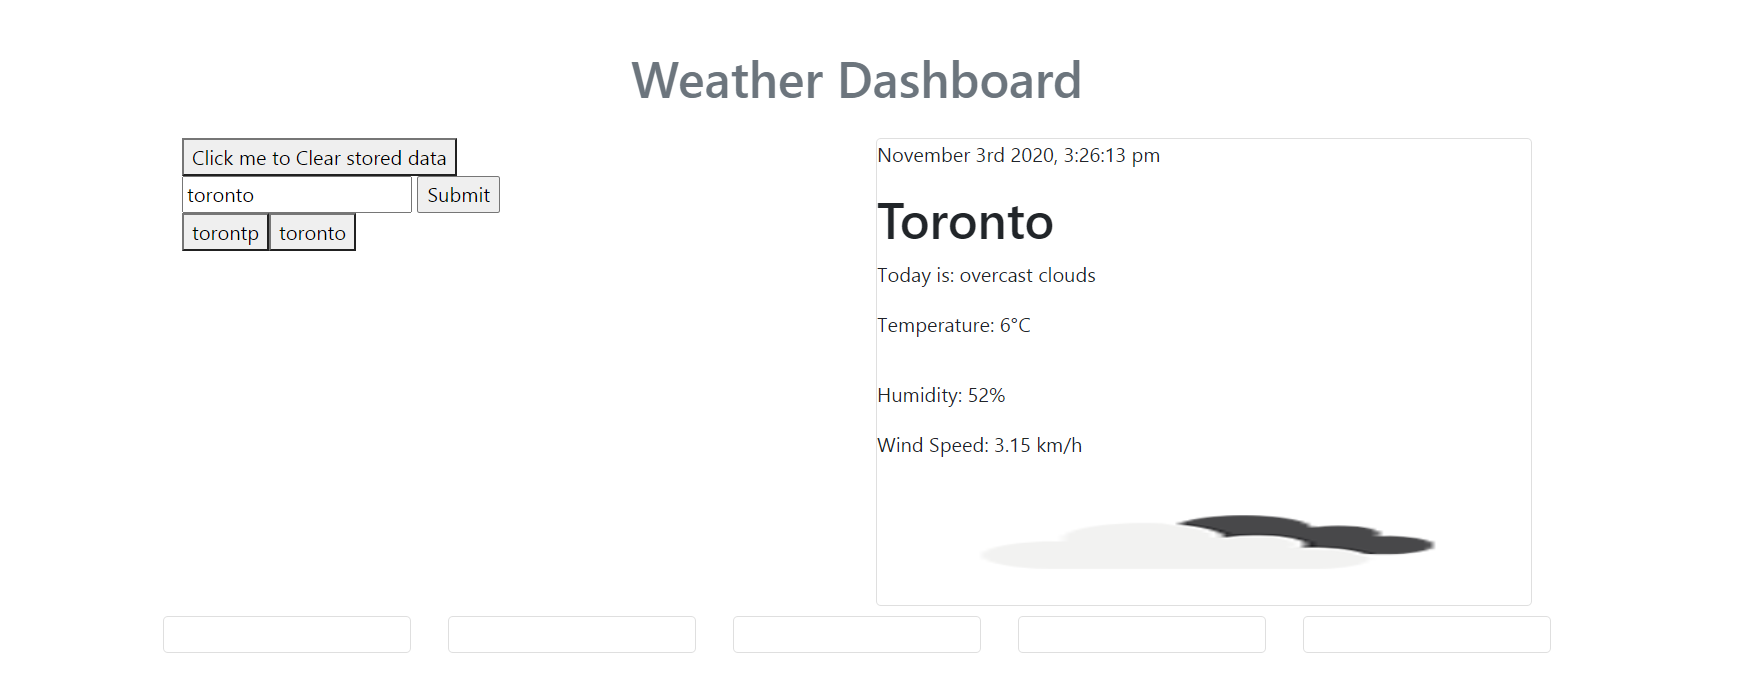 Weather Dashboard
Click me to Clear stored data
toronto Submit
torontp toronto
November 3rd 2020, 3:26:13 pm
Toronto
Today is: overcast clouds
Temperature: 6°C
Humidity: 52%
Wind Speed: 3.15 km/h